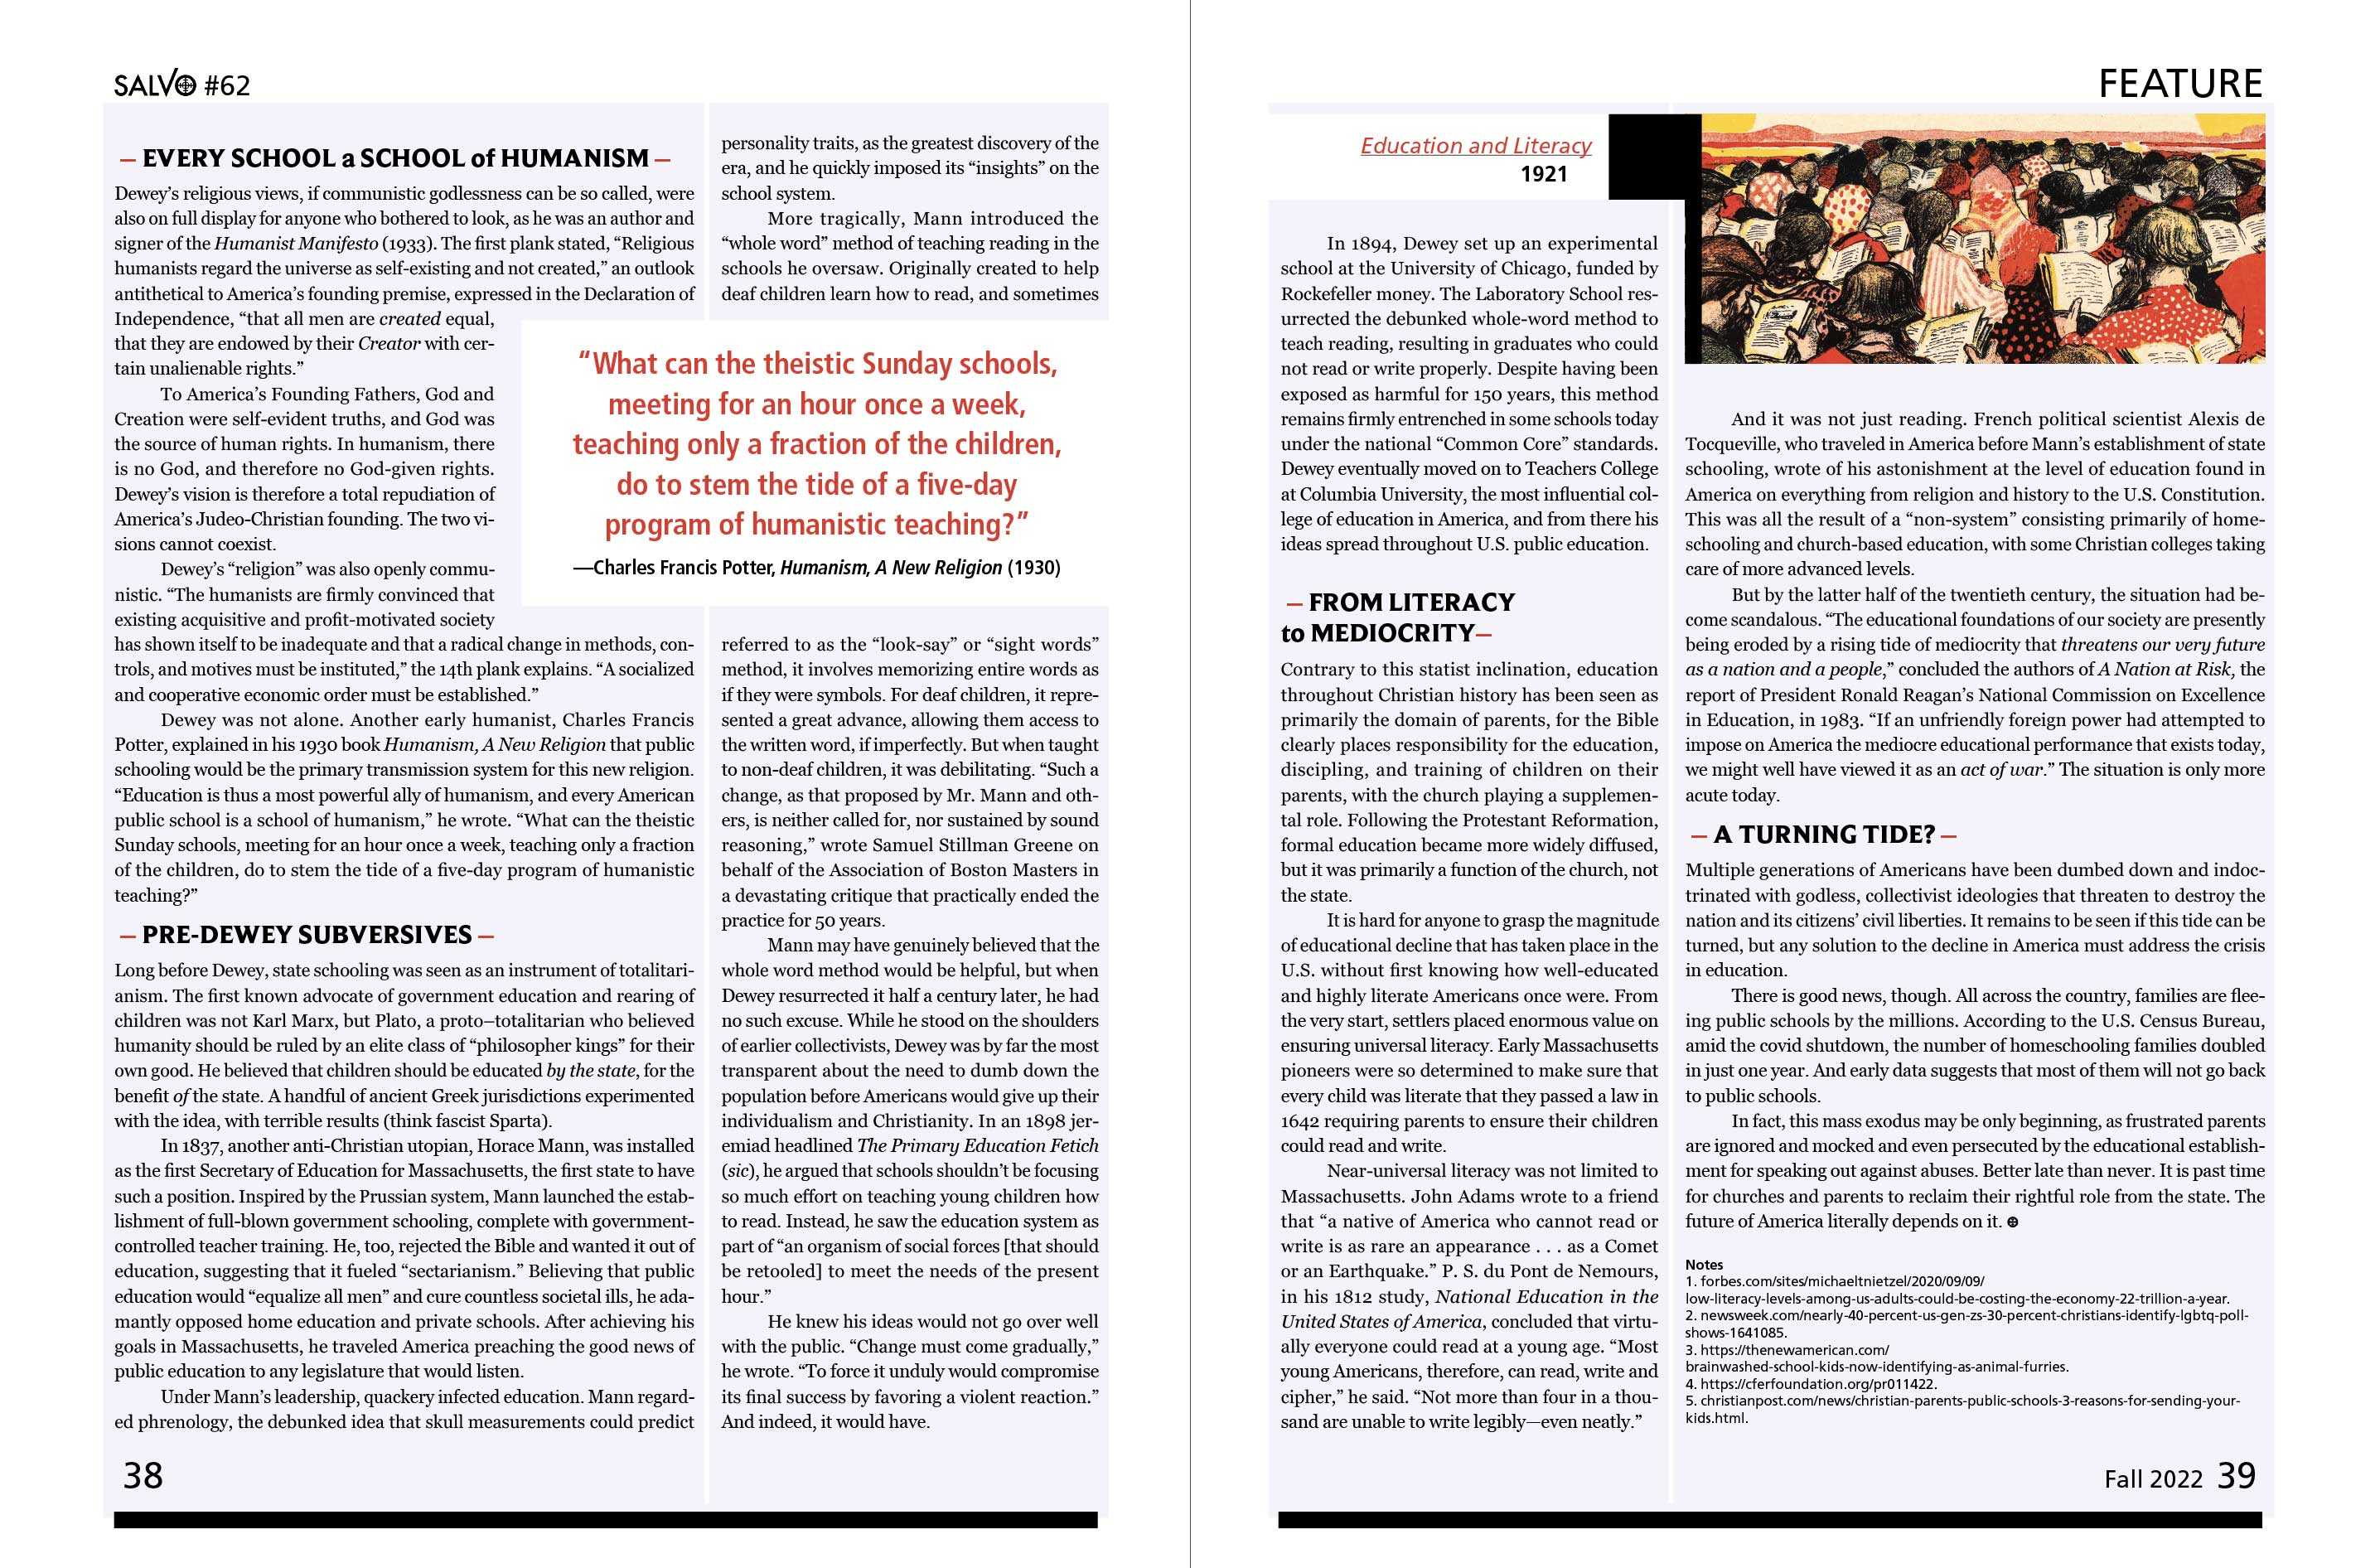 SALVO #62
— EVERY SCHOOL a SCHOOL of HUMANISM —
Dewey’s religious views, if communistic godlessness can be so called, were
also on full display for anyone who bothered to look, as he was an author and
signer of the Humanist Manifesto (1933). The first plank stated, “Religious
humanists regard the universe as self-existing and not created,” an outlook
antithetical to America’s founding premise, expressed in the Declaration of
Independence, “that all men are created equal,
that they are endowed by their Creator with cer-
tain unalienable rights.”
To America’s Founding Fathers, God and
Creation were self-evident truths, and God was
the source of human rights. In humanism, there
is no God, and therefore no God-given rights.
Dewey’s vision is therefore a total repudiation of
America’s Judeo-Christian founding. The two vi-
sions cannot coexist.
Dewey’s “religion” was also openly commu-
nistic. “The humanists are firmly convinced that
existing acquisitive and profit-motivated society
has shown itself to be inadequate and that a radical change in methods, con-
trols, and motives must be instituted,” the 14th plank explains. “A socialized
and cooperative economic order must be established.”
Dewey was not alone. Another early humanist, Charles Francis
Potter, explained in his 1930 book Humanism, A New Religion that public
schooling would be the primary transmission system for this new religion.
“Education is thus a most powerful ally of humanism, and every American
public school is a school of humanism,” he wrote. “What can the theistic
Sunday schools, meeting for an hour once a week, teaching only a fraction
of the children, do to stem the tide of a five-day program of humanistic
teaching?”
— PRE-DEWEY SUBVERSIVES —
Long before Dewey, state schooling was seen as an instrument of totalitari-
anism. The first known advocate of government education and rearing of
children was not Karl Marx, but Plato, a proto–totalitarian who believed
humanity should be ruled by an elite class of “philosopher kings” for their
own good. He believed that children should be educated by the state, for the
benefit of the state. A handful of ancient Greek jurisdictions experimented
with the idea, with terrible results (think fascist Sparta).
In 1837, another anti-Christian utopian, Horace Mann, was installed
as the first Secretary of Education for Massachusetts, the first state to have
such a position. Inspired by the Prussian system, Mann launched the estab-
lishment of full-blown government schooling, complete with government-
controlled teacher training. He, too, rejected the Bible and wanted it out of
education, suggesting that it fueled “sectarianism.” Believing that public
education would “equalize all men” and cure countless societal ills, he ada-
mantly opposed home education and private schools. After achieving his
goals in Massachusetts, he traveled America preaching the good news of
public education to any legislature that would listen.
Under Mann’s leadership, quackery infected education. Mann regard-
ed phrenology, the debunked idea that skull measurements could predict
personality traits, as the greatest discovery of the
era, and he quickly imposed its “insights” on the
school system.
More tragically, Mann introduced the
“whole word” method of teaching reading in the
schools he oversaw. Originally created to help
deaf children learn how to read, and sometimes
“What can the theistic Sunday schools,
meeting for an hour once a week,
teaching only a fraction of the children,
do to stem the tide of a five-day
program of humanistic teaching?”
—Charles Francis Potter, Humanism, A New Religion (1930)
referred to as the “look-say” or “sight words”
method, it involves memorizing entire words as
if they were symbols. For deaf children, it repre-
sented a great advance, allowing them access to
the written word, if imperfectly. But when taught
to non-deaf children, it was debilitating. “Such a
change, as that proposed by Mr. Mann and oth-
ers, is neither called for, nor sustained by sound
reasoning,” wrote Samuel Stillman Greene on
behalf of the Association of Boston Masters in
a devastating critique that practically ended the
practice for 50 years.
Mann may have genuinely believed that the
whole word method would be helpful, but when
Dewey resurrected it half a century later, he had
no such excuse. While he stood on the shoulders
of earlier collectivists, Dewey was by far the most
transparent about the need to dumb down the
population before Americans would give up their
individualism and Christianity. In an 1898 jer-
emiad headlined The Primary Education Fetich
(sic), he argued that schools shouldn’t be focusing
so much effort on teaching young children how
to read. Instead, he saw the education system as
part of “an organism of social forces [that should
be retooled] to meet the needs of the present
hour.”
He knew his ideas would not go over well
with the public. “Change must come gradually,”
he wrote. “To force it unduly would compromise
its final success by favoring a violent reaction.”
And indeed, it would have.
38
FEATURE
Education and Literacy
1921
In 1894, Dewey set up an experimental
school at the University of Chicago, funded by
Rockefeller money. The Laboratory School res-
urrected the debunked whole-word method to
teach reading, resulting in graduates who could
not read or write properly. Despite having been
exposed as harmful for 150 years, this method
remains firmly entrenched in some schools today
under the national “Common Core” standards.
Dewey eventually moved on to Teachers College
at Columbia University, the most influential col-
lege of education in America, and from there his
ideas spread throughout U.S. public education.
— FROM LITERACY
to MEDIOCRITY—
Contrary to this statist inclination, education
throughout Christian history has been seen as
primarily the domain of parents, for the Bible
clearly places responsibility for the education,
discipling, and training of children on their
parents, with the church playing a supplemen-
tal role. Following the Protestant Reformation,
formal education became more widely diffused,
but it was primarily a function of the church, not
the state.
It is hard for anyone to grasp the magnitude
of educational decline that has taken place in the
U.S. without first knowing how well-educated
and highly literate Americans once were. From
the very start, settlers placed enormous value on
ensuring universal literacy. Early Massachusetts
pioneers were so determined to make sure that
every child was literate that they passed a law in
1642 requiring parents to ensure their children
could read and write.
Near-universal literacy was not limited to
Massachusetts. John Adams wrote to a friend
that “a native of America who cannot read or
write is as rare an appearance . . . as a Comet
or an Earthquake.” P. S. du Pont de Nemours,
in his 1812 study, National Education in the
United States of America, concluded that virtu-
ally everyone could read at a young age. “Most
young Americans, therefore, can read, write and
cipher,” he said. “Not more than four in a thou-
sand are unable to write legibly—even neatly.”
And it was not just reading. French political scientist Alexis de
Tocqueville, who traveled in America before Mann’s establishment of state
schooling, wrote of his astonishment at the level of education found in
America on everything from religion and history to the U.S. Constitution.
This was all the result of a “non-system” consisting primarily of home-
schooling and church-based education, with some Christian colleges taking
care of more advanced levels.
But by the latter half of the twentieth century, the situation had be-
come scandalous. “The educational foundations of our society are presently
being eroded by a rising tide of mediocrity that threatens our very future
as a nation and a people,” concluded the authors of A Nation at Risk, the
report of President Ronald Reagan’s National Commission on Excellence
in Education, in 1983. “If an unfriendly foreign power had attempted to
impose on America the mediocre educational performance that exists today,
we might well have viewed it as an act of war.” The situation is only more
acute today.
— A TURNING TIDE? —
Multiple generations of Americans have been dumbed down and indoc-
trinated with godless, collectivist ideologies that threaten to destroy the
nation and its citizens’ civil liberties. It remains to be seen if this tide can be
turned, but any solution to the decline in America must address the crisis
in education.
There is good news, though. All across the country, families are flee-
ing public schools by the millions. According to the U.S. Census Bureau,
amid the covid shutdown, the number of homeschooling families doubled
in just one year. And early data suggests that most of them will not go back
to public schools.
In fact, this mass exodus may be only beginning, as frustrated parents
are ignored and mocked and even persecuted by the educational establish-
ment for speaking out against abuses. Better late than never. It is past time
for churches and parents to reclaim their rightful role from the state. The
future of America literally depends on it.
Notes
1. forbes.com/sites/michaeltnietzel/2020/09/09/
low-literacy-levels-among-us-adults-could-be-costing-the-economy-22-trillion-a-year.
2. newsweek.com/nearly-40-percent-us-gen-zs-30-percent-christians-identify-lgbtq-poll-
shows-1641085.
3. https://thenewamerican.com/
brainwashed-school-kids-now-identifying-as-animal-furries.
4. https://cferfoundation.org/pr011422.
5. christianpost.com/news/christian-parents-public-schools-3-reasons-for-sending-your-
kids.html.
Fall 2022 39